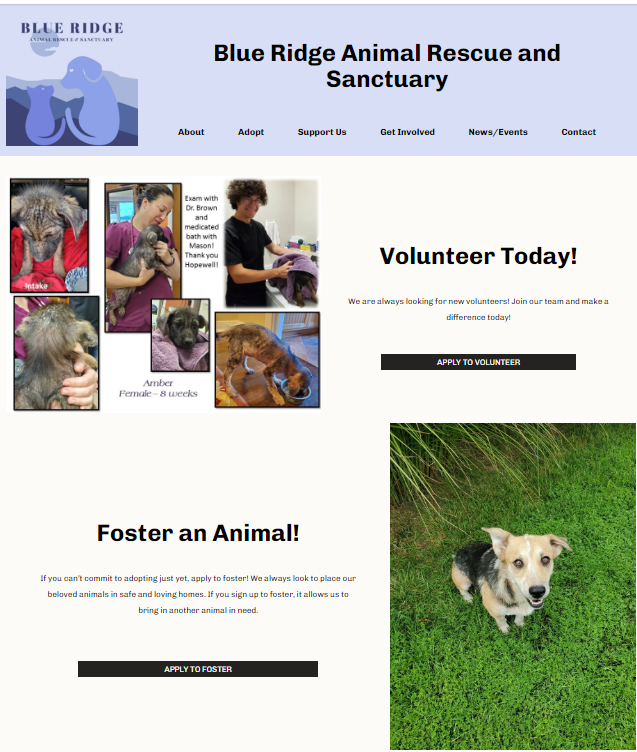 BLUE RIDGE
ANIMAL RESCUE & SANCTUARY
Blue Ridge Animal Rescue and
Sanctuary
About Adopt Support Us Get Involved News/Events Contact
Exam with
Dr. Brown
and
medicated
bath with
Mason!
Thank you
Hopewell!
Intake
Amber
Female – 8 weeks
Volunteer Today!
We are always looking for new volunteers! Join our team and make a
difference today!
APPLY TO VOLUNTEER
Foster an Animal!
If you can't commit to adopting just yet, apply to foster! We always look to place our
beloved animals in safe and loving homes. If you sign up to foster, it allows us to
bring in another animal in need.
APPLY TO FOSTER